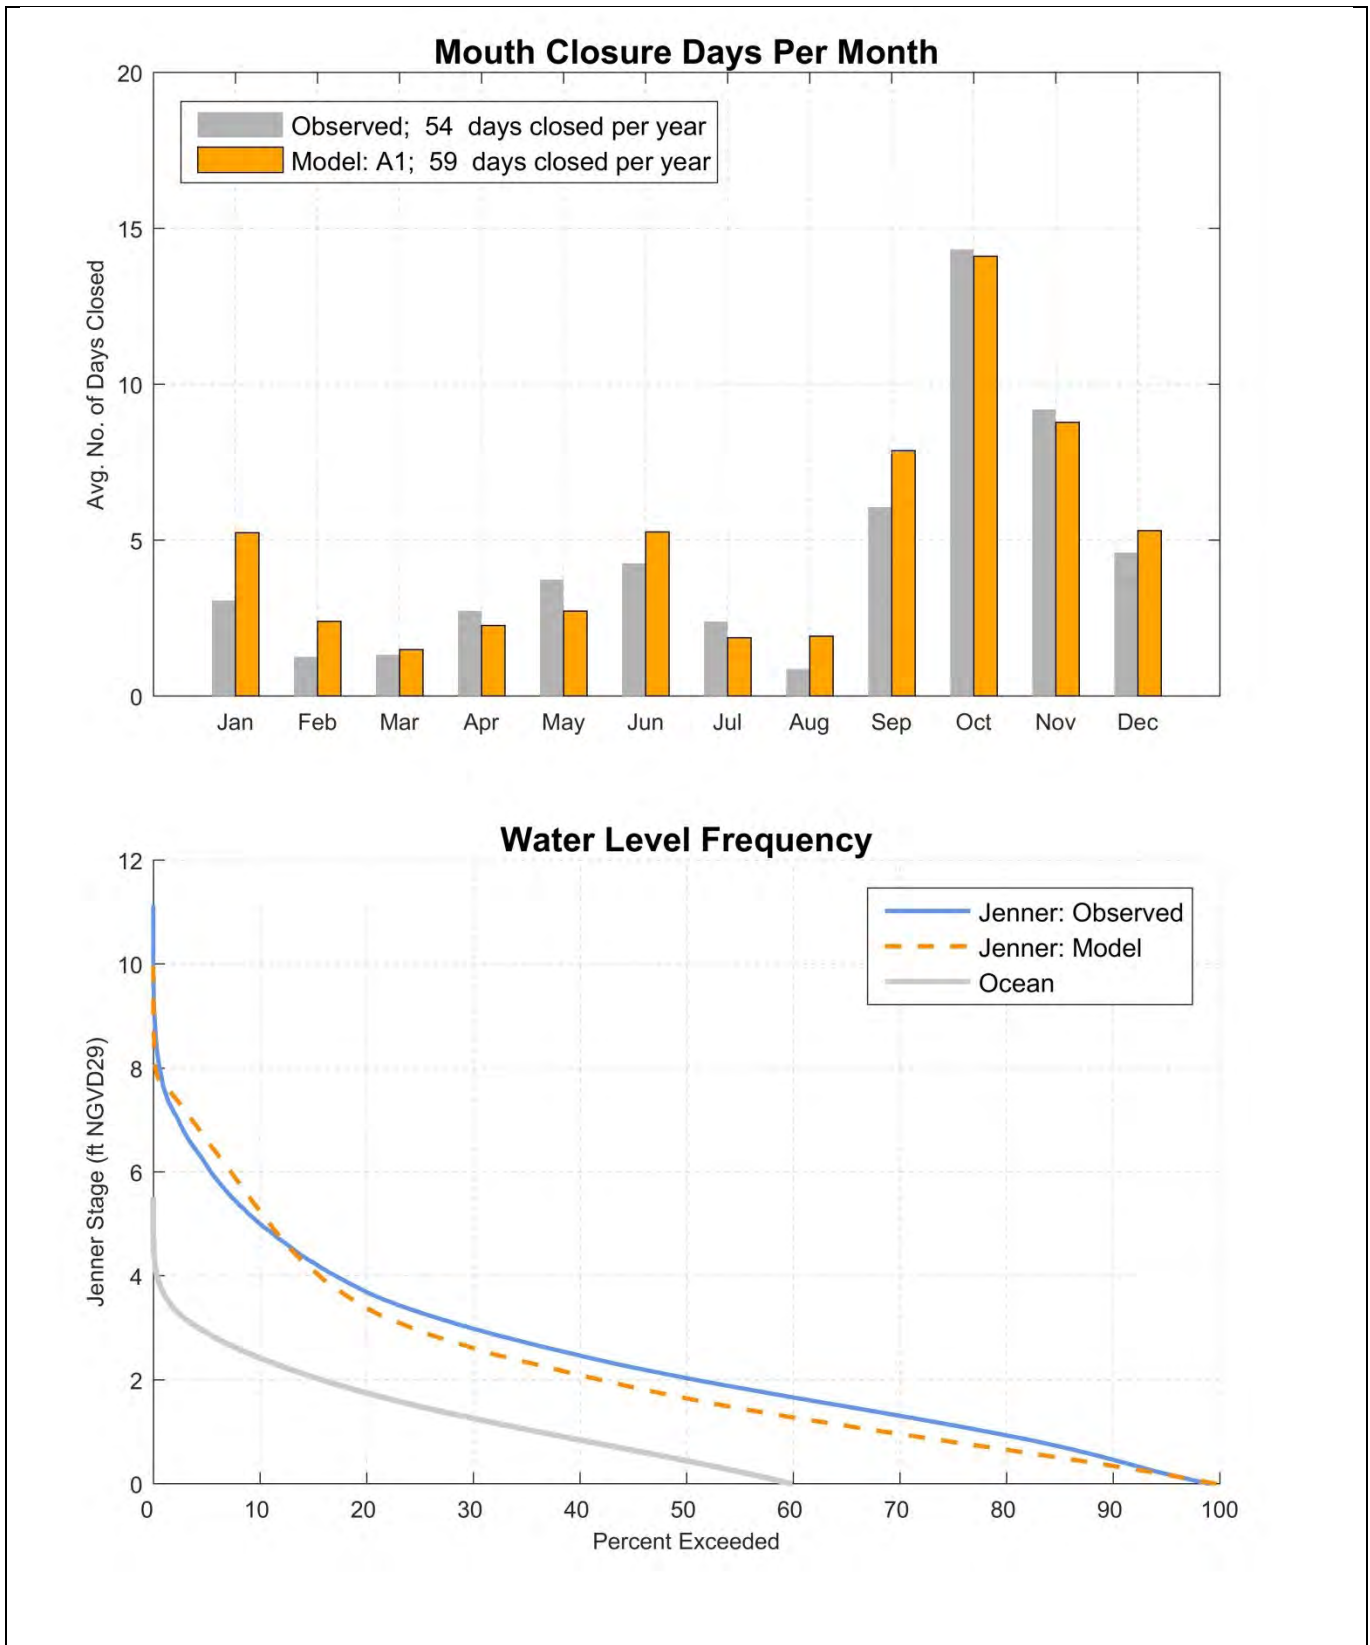 Mouth Closure Days Per Month
20
15
10
5
0
Avg. No. of Days Closed
Observed; 54 days closed per year
Model: A1; 59 days closed per year
Jan Feb Mar Apr May Jun Jul Aug Sep Oct Nov Dec
Water Level Frequency
12
10
8
6
4
2
0
Jenner Stage (ft NGVD29)
Jenner: Observed
Jenner: Model
Ocean
0 10 20 30 40 50 60 70 80 90 100
Percent Exceeded